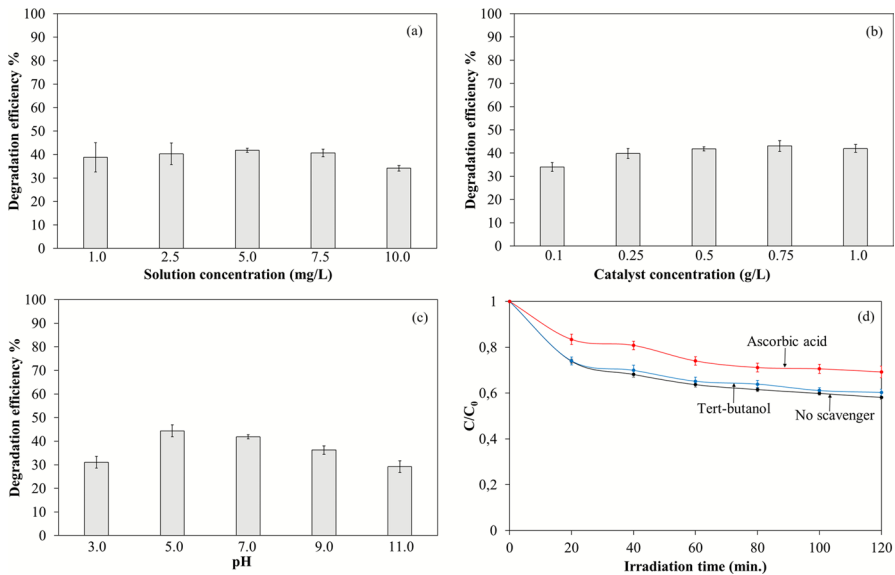 100
90
80
70
60
50
40
30
20
10
0
Degradation efficiency %
(a)
1.0 2.5 5.0 7.5 10.0
Solution concentration (mg/L)
100
90
80
70
60
50
40
30
20
10
0
Degradation efficiency %
(b)
0.1 0.25 0.5 0.75 1.0
Catalyst concentration (g/L)
100
90
80
70
60
50
40
30
20
10
0
Degradation efficiency %
(c)
3.0 5.0 7.0 9.0 11.0
pH
1
0,8
0,6
0,4
0,2
0
C/C₀
(d)
Ascorbic acid
Tert-butanol
No scavenger
0 20 40 60 80 100 120
Irradiation time (min.)